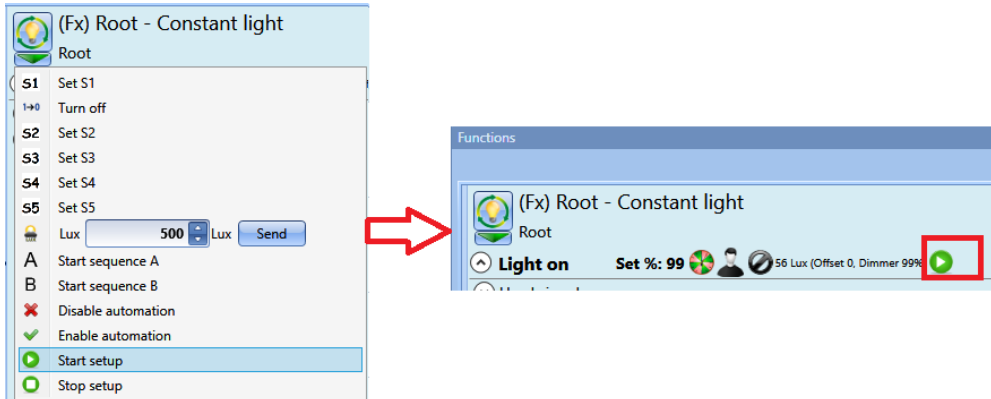 (Fx) Root - Constant light
Root
S1 Set S1
1→0 Turn off
S2 Set S2
S3 Set S3
S4 Set S4
S5 Set S5
Lux 500 Lux Send
A Start sequence A
B Start sequence B
Disable automation
Enable automation
Start setup
Stop setup
Functions
(Fx) Root - Constant light
Root
Light on Set %: 99 56 Lux (Offset 0, Dimmer 99%